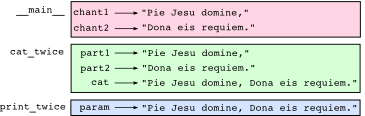 __main__ chant1 "Pie Jesu domine,"
chant2 "Dona eis requiem."
cat_twice part1 "Pie Jesu domine,"
part2 "Dona eis requiem."
cat "Pie Jesu domine, Dona eis requiem."
print_twice param "Pie Jesu domine, Dona eis requiem."